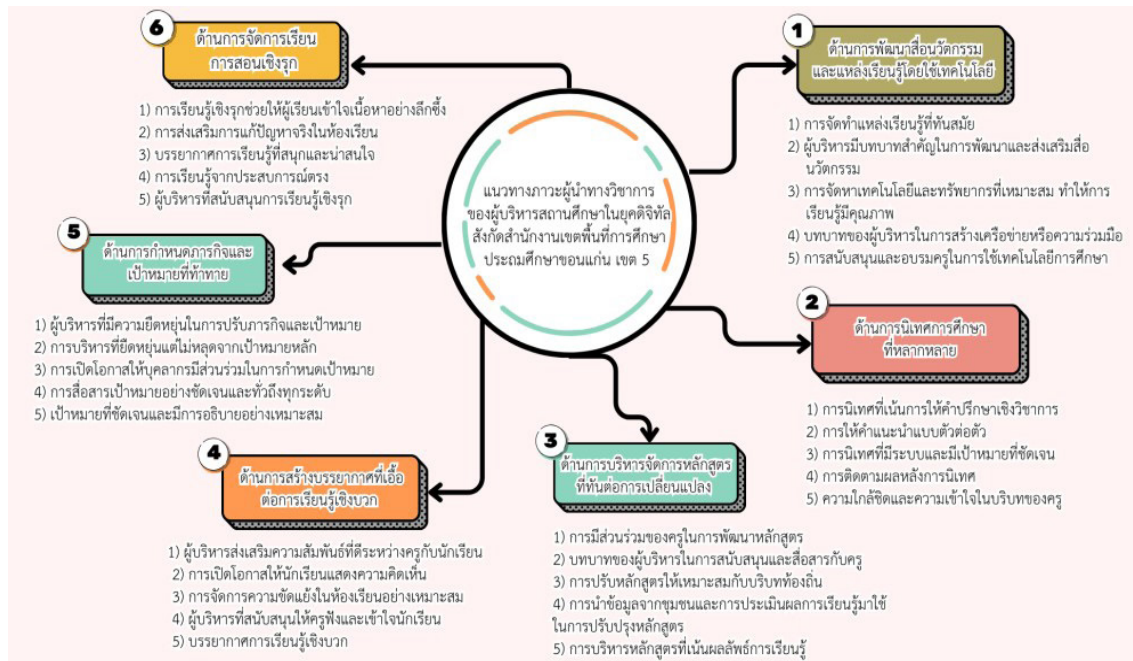 แนวทางภาวะผู้นำทางวิชาการ
ของผู้บริหารสถานศึกษาในยุคดิจิทัล
สังกัดสำนักงานเขตพื้นที่การศึกษา
ประถมศึกษาขอนแก่น เขต 5
1
ด้านการพัฒนาสื่อนวัตกรรม
และแหล่งเรียนรู้โดยใช้เทคโนโลยี
1) การจัดทำแหล่งเรียนรู้ที่ทันสมัย
2) ผู้บริหารมีบทบาทสำคัญในการพัฒนาและส่งเสริมสื่อ
นวัตกรรม
3) การจัดหาเทคโนโลยีและทรัพยากรที่เหมาะสม ทำให้การ
เรียนรู้มีคุณภาพ
4) บทบาทของผู้บริหารในการสร้างเครือข่ายหรือความร่วมมือ
5) การสนับสนุนและอบรมครูในการใช้เทคโนโลยีการศึกษา
2
ด้านการนิเทศการศึกษา
ที่หลากหลาย
1) การนิเทศที่เน้นการให้คำปรึกษาเชิงวิชาการ
2) การให้คำแนะนำแบบตัวต่อตัว
3) การนิเทศที่มีระบบและมีเป้าหมายที่ชัดเจน
4) การติดตามผลหลังการนิเทศ
5) ความใกล้ชิดและความเข้าใจในบริบทของครู
3
ด้านการบริหารจัดการหลักสูตร
ที่ทันต่อการเปลี่ยนแปลง
1) การมีส่วนร่วมของครูในการพัฒนาหลักสูตร
2) บทบาทของผู้บริหารในการสนับสนุนและสื่อสารกับครู
3) การปรับหลักสูตรให้เหมาะสมกับบริบทท้องถิ่น
4) การนำข้อมูลจากชุมชนและการประเมินผลการเรียนรู้มาใช้
ในการปรับปรุงหลักสูตร
5) การบริหารหลักสูตรที่เน้นผลลัพธ์การเรียนรู้
4
ด้านการสร้างบรรยากาศที่เอื้อ
ต่อการเรียนรู้เชิงบวก
1) ผู้บริหารส่งเสริมความสัมพันธ์ที่ดีระหว่างครูกับนักเรียน
2) การเปิดโอกาสให้นักเรียนแสดงความคิดเห็น
3) การจัดการความขัดแย้งในห้องเรียนอย่างเหมาะสม
4) ผู้บริหารที่สนับสนุนให้ครูฟังและเข้าใจนักเรียน
5) บรรยากาศการเรียนรู้เชิงบวก
5
ด้านการกำหนดภารกิจและ
เป้าหมายที่ท้าทาย
1) ผู้บริหารที่มีความยืดหยุ่นในการปรับภารกิจและเป้าหมาย
2) การบริหารที่ยืดหยุ่นแต่ไม่หลุดจากเป้าหมายหลัก
3) การเปิดโอกาสให้บุคลากรมีส่วนร่วมในการกำหนดเป้าหมาย
4) การสื่อสารเป้าหมายอย่างชัดเจนและทั่วถึงทุกระดับ
5) เป้าหมายที่ชัดเจนและมีการอธิบายอย่างเหมาะสม
6
ด้านการจัดการเรียน
การสอนเชิงรุก
1) การเรียนรู้เชิงรุกช่วยให้ผู้เรียนเข้าใจเนื้อหาอย่างลึกซึ้ง
2) การส่งเสริมการแก้ปัญหาจริงในห้องเรียน
3) บรรยากาศการเรียนรู้ที่สนุกและน่าสนใจ
4) การเรียนรู้จากประสบการณ์ตรง
5) ผู้บริหารที่สนับสนุนการเรียนรู้เชิงรุก